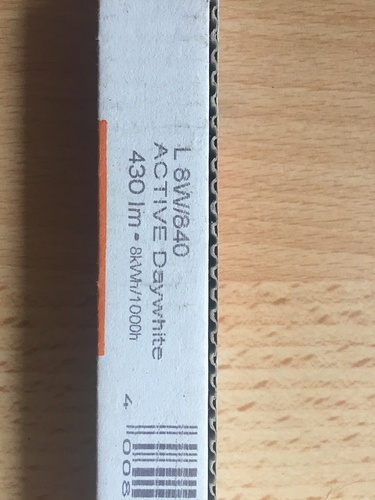 L 8W/840
ACTIVE Daywhite
430 lm • 8kWh/1000h
4 008